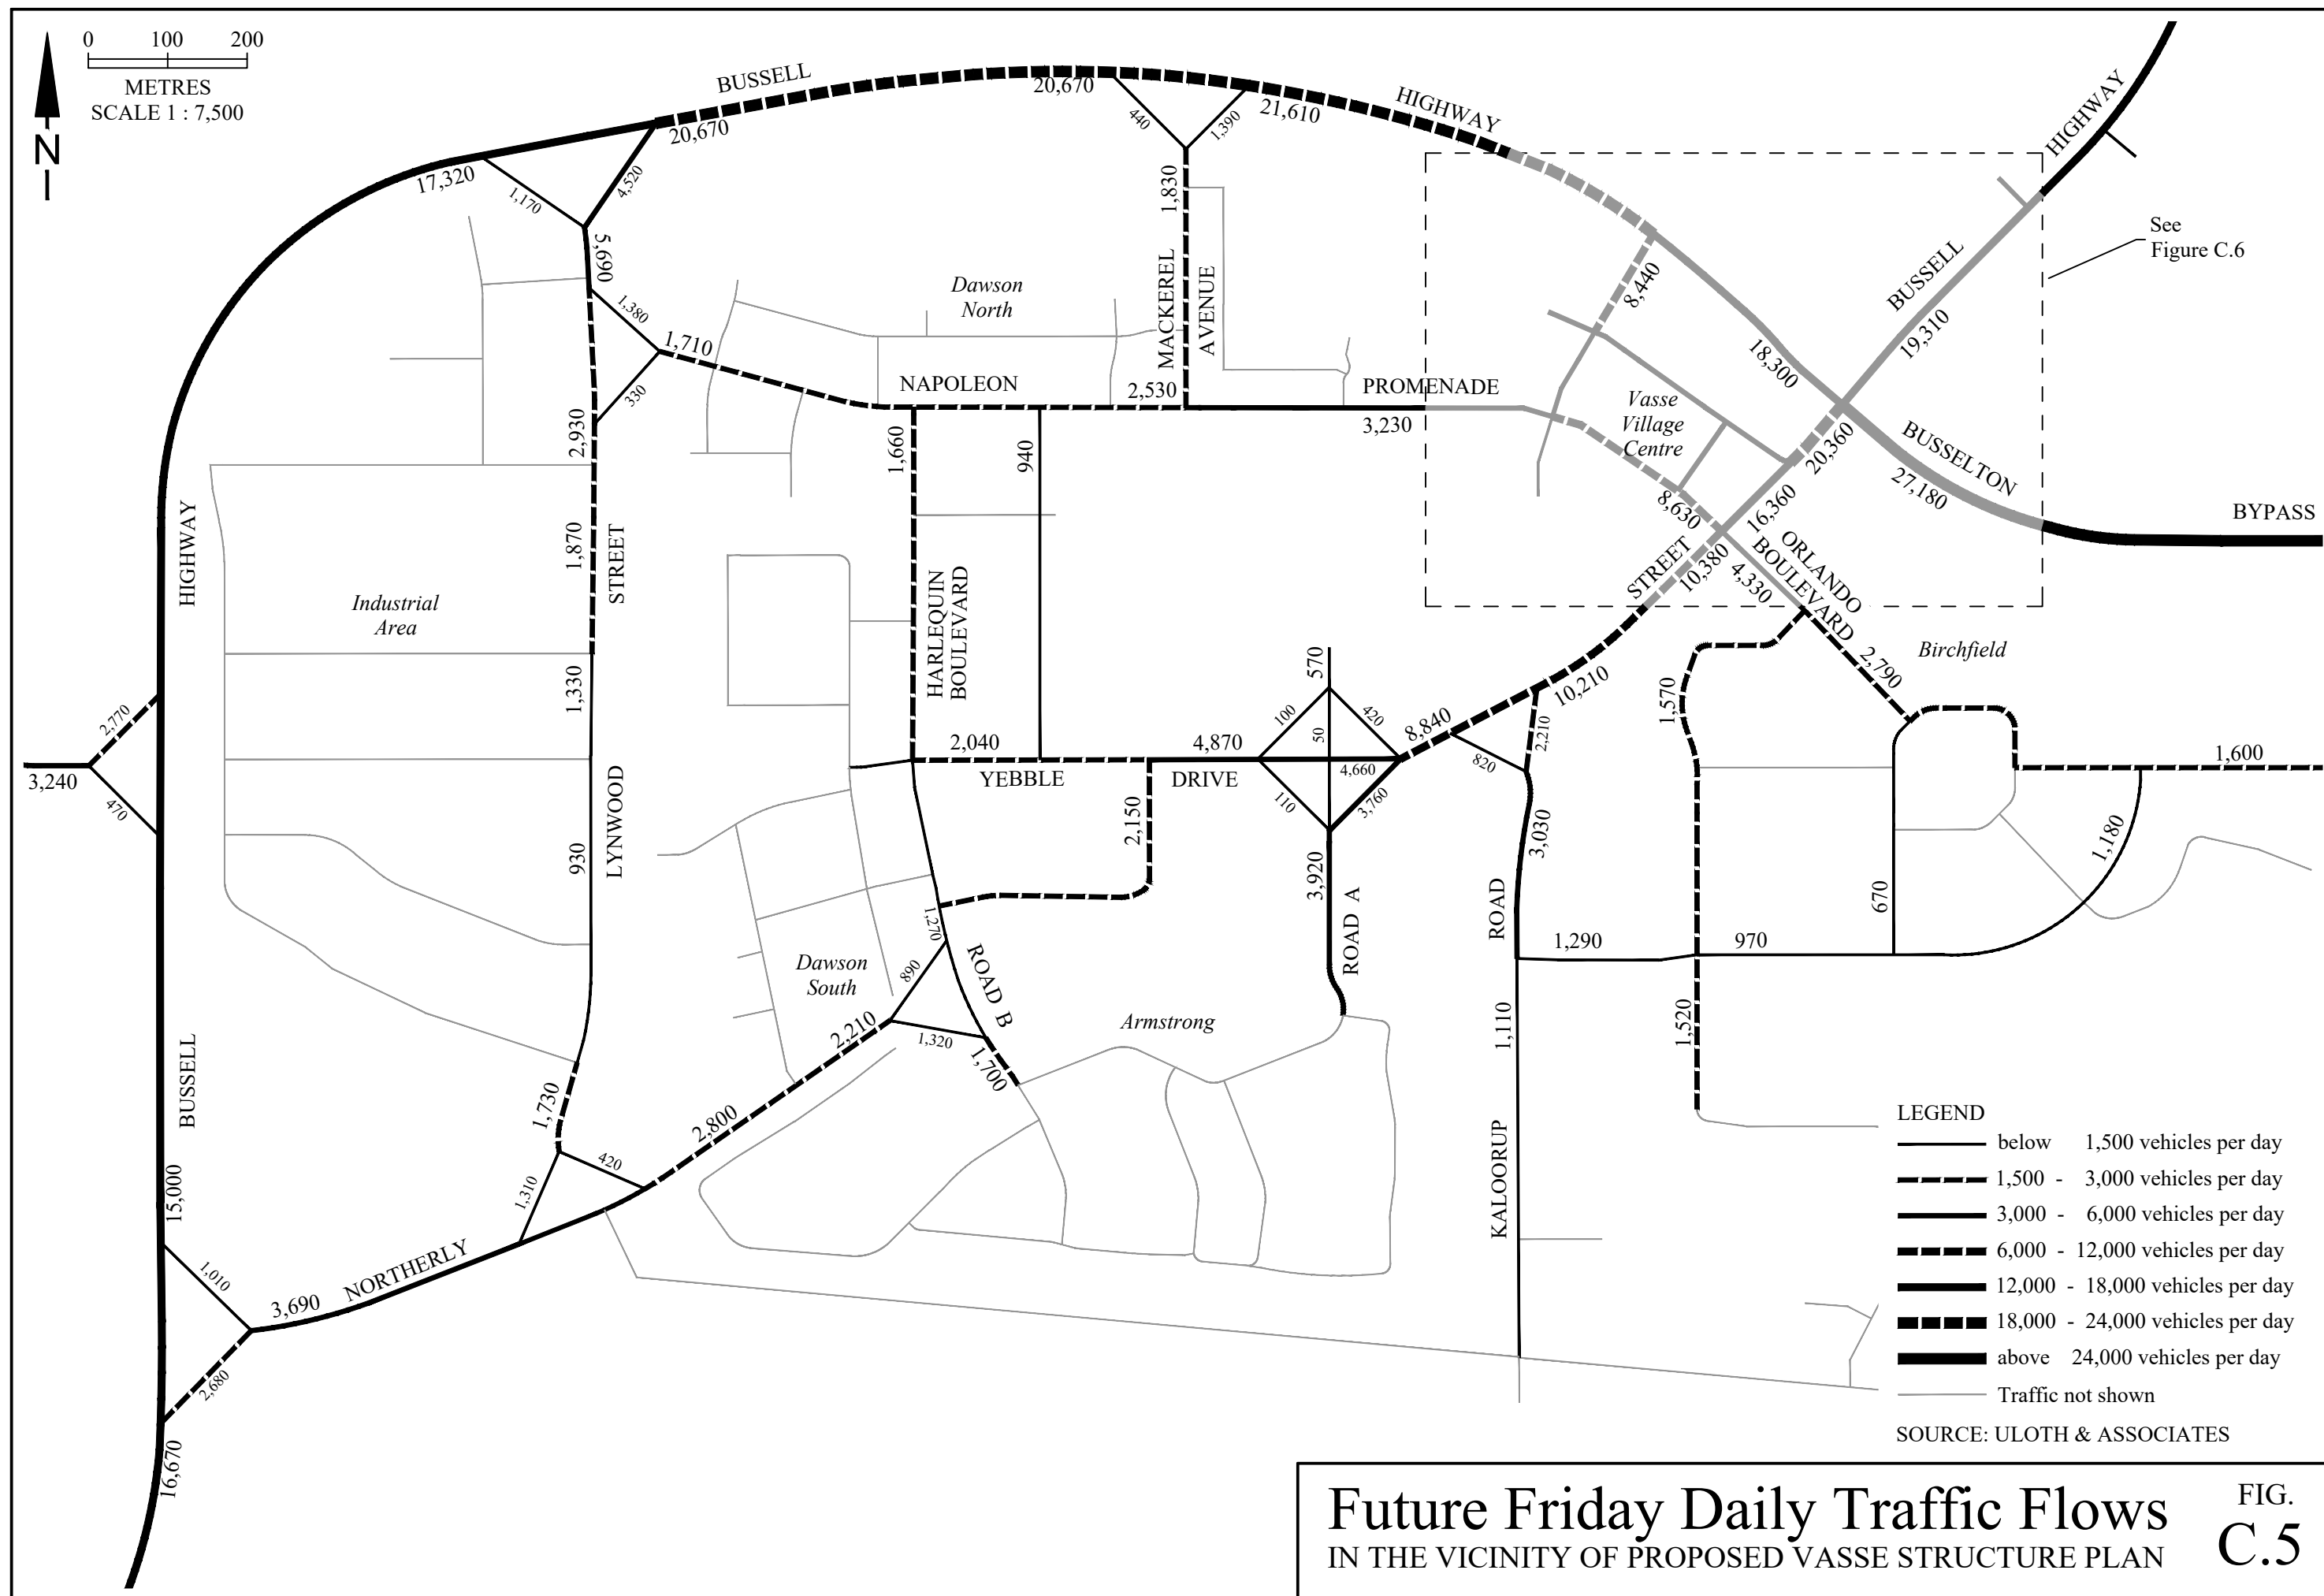 0 100 200
METRES
SCALE 1 : 7,500
N
BUSSELL
20,670
20,670
440
1,390
21,610
HIGHWAY
HIGHWAY
See
Figure C.6
17,320
1,170
4,520
5,690
1,830
BUSSELL
19,310
8,440
18,300
1,380
1,710
330
2,930
Dawson
North
MACKEREL
AVENUE
NAPOLEON
2,530
PROMENADE
3,230
Vasse
Village
Centre
20,360
BUSSELTON
27,180
BYPASS
1,660
940
8,630
16,360
ORLANDO
BOULEVARD
STREET
10,380
4,330
HIGHWAY
1,870
STREET
Industrial
Area
HARLEQUIN
BOULEVARD
Birchfield
2,790
1,330
570
10,210
1,570
2,770
3,240
470
100
420
50
8,840
2,210
820
2,040
YEBBLE
4,870
DRIVE
4,660
110
3,760
1,600
930
LYNWOOD
2,150
3,920
ROAD A
3,030
ROAD
1,180
670
1,270
890
ROAD B
Dawson
South
1,290
970
2,210
1,320
1,700
Armstrong
1,110
1,520
BUSSELL
1,730
2,800
420
1,310
15,000
1,010
3,690
NORTHERLY
2,680
16,670
KALOORUP
LEGEND
below 1,500 vehicles per day
1,500 - 3,000 vehicles per day
3,000 - 6,000 vehicles per day
6,000 - 12,000 vehicles per day
12,000 - 18,000 vehicles per day
18,000 - 24,000 vehicles per day
above 24,000 vehicles per day
Traffic not shown
SOURCE: ULOTH & ASSOCIATES
Future Friday Daily Traffic Flows
IN THE VICINITY OF PROPOSED VASSE STRUCTURE PLAN
FIG.
C.5